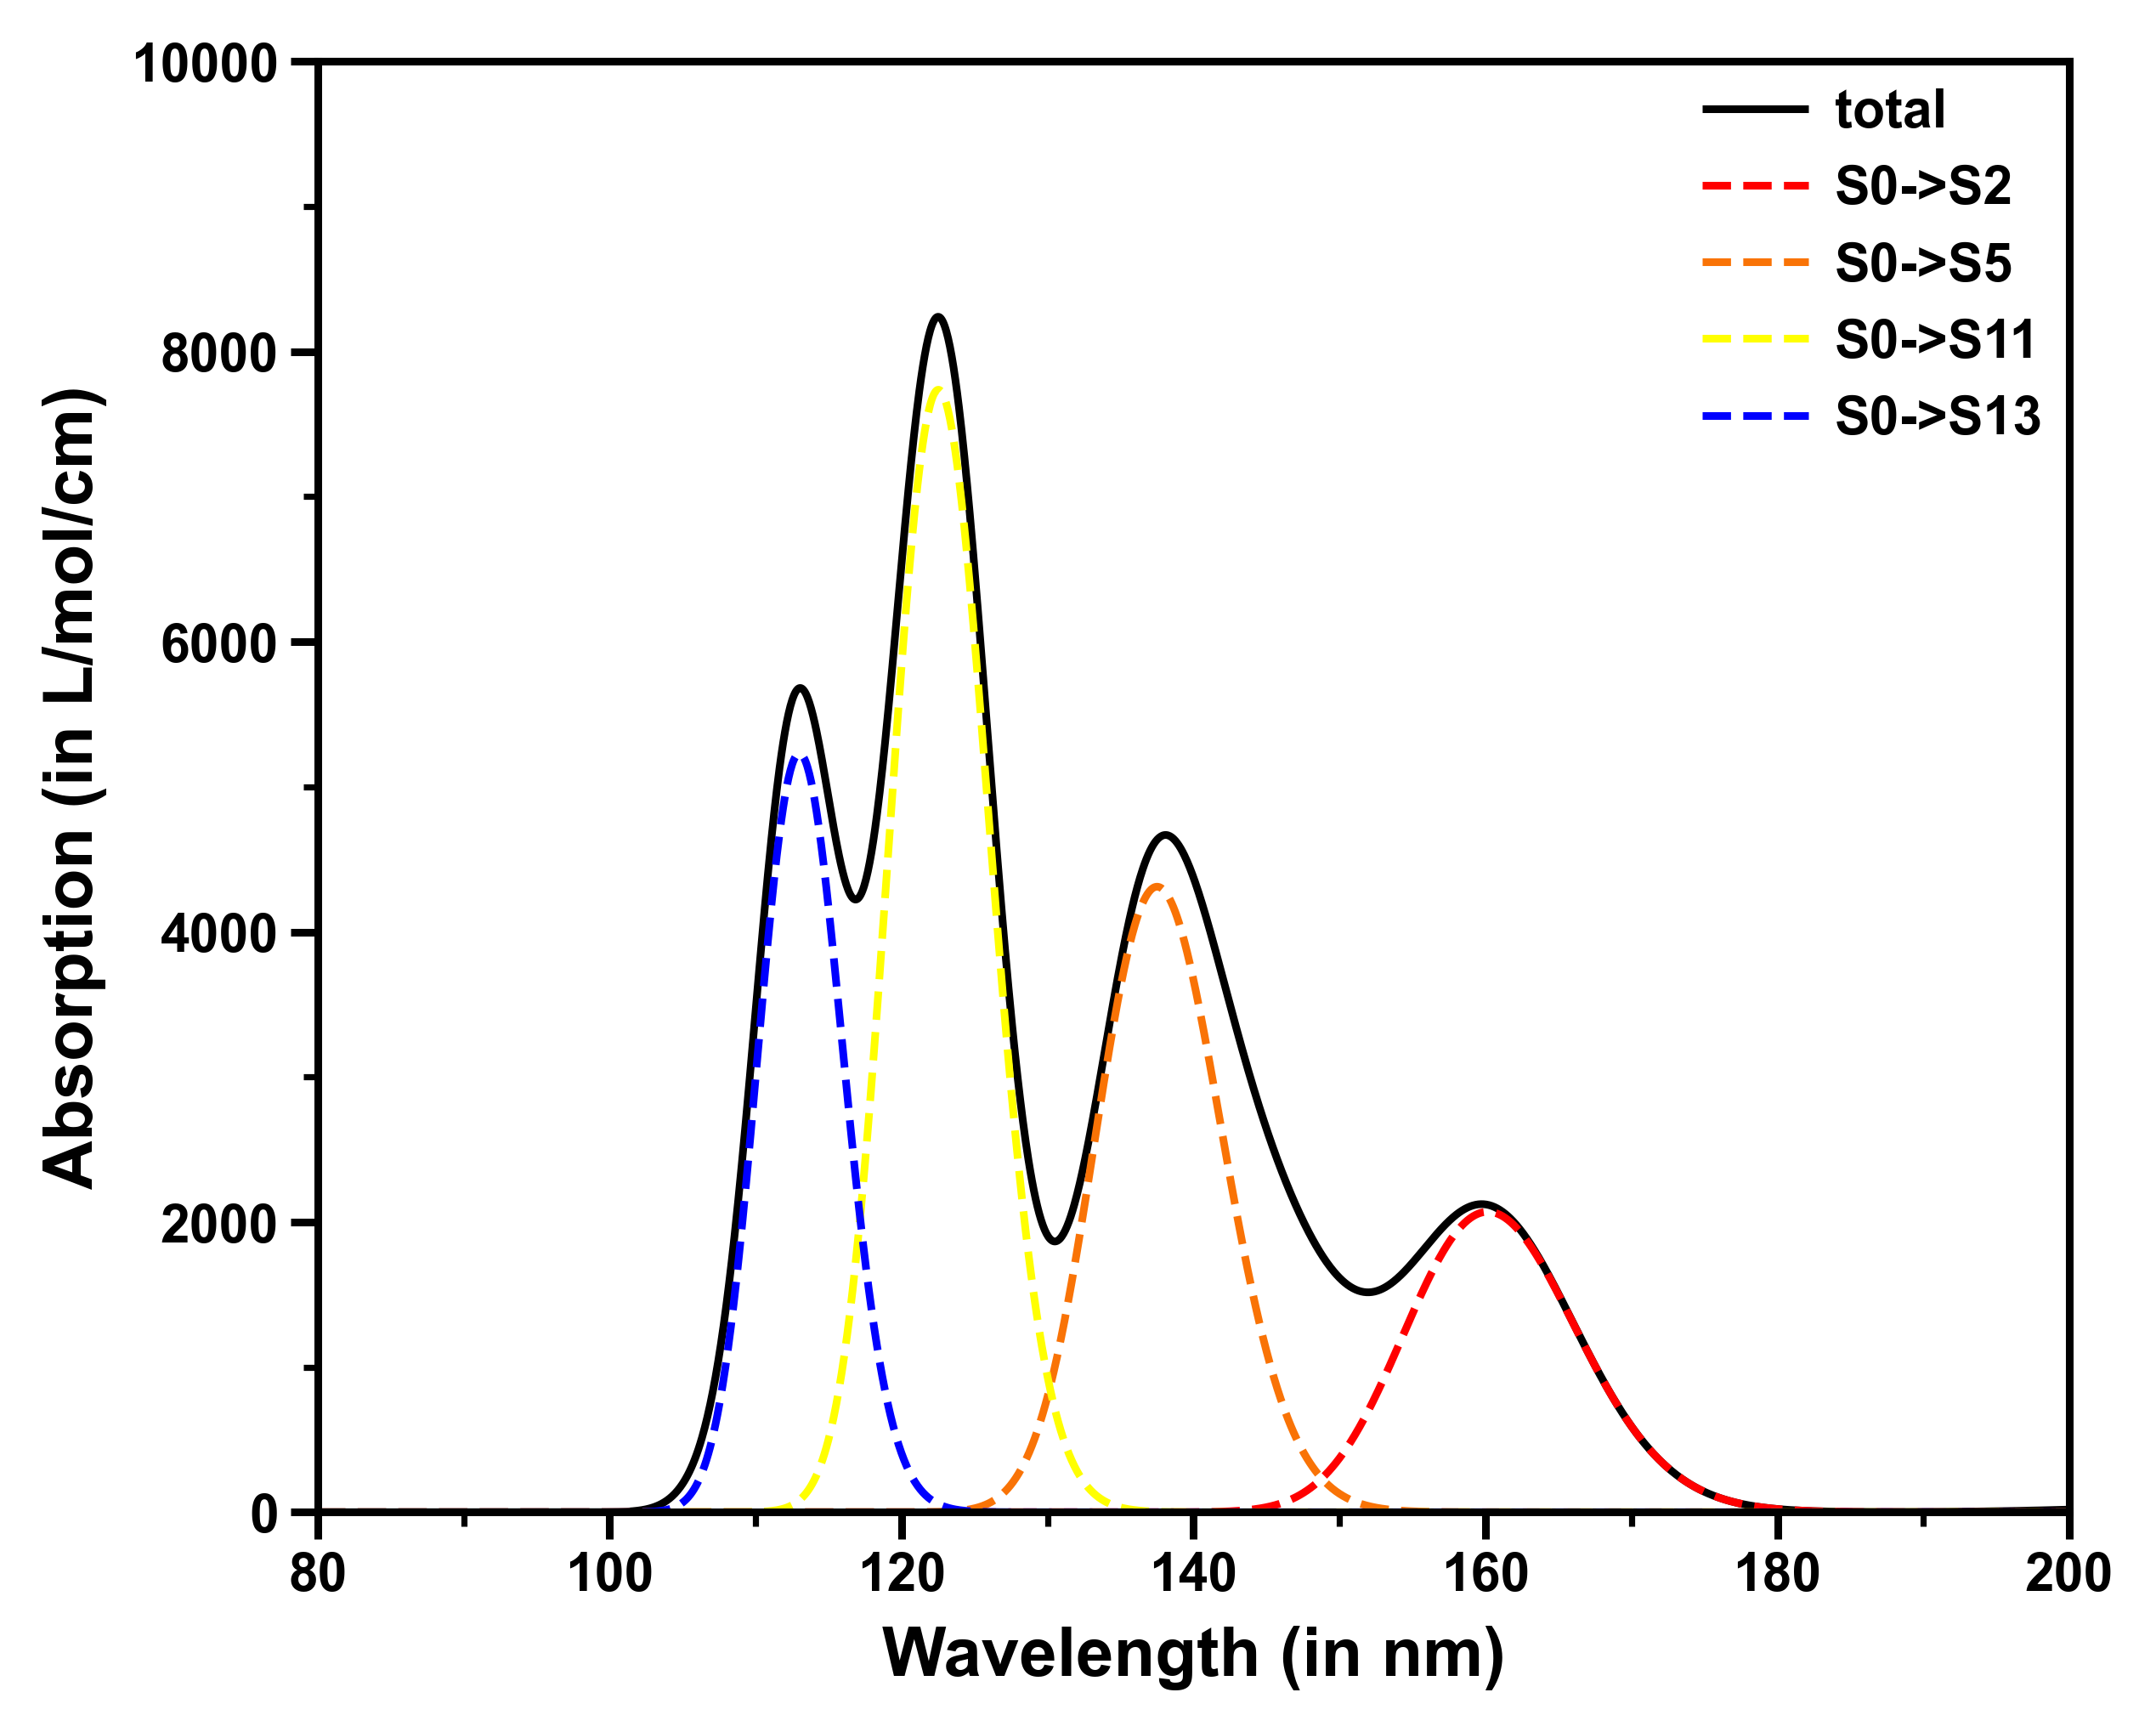 10000
8000
6000
4000
2000
0
Absorption (in L/mol/cm)
total
S0->S2
S0->S5
S0->S11
S0->S13
80
100
120
140
160
180
200
Wavelength (in nm)